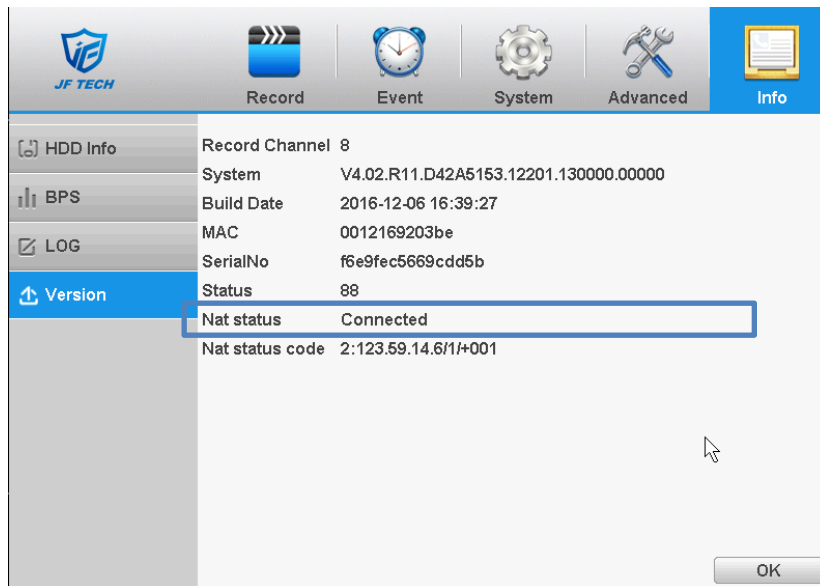 JF TECH
Record
Event
System
Advanced
Info
HDD Info
BPS
LOG
Version
Record Channel 8
System V4.02.R11.D42A5153.12201.130000.00000
Build Date 2016-12-06 16:39:27
MAC 0012169203be
SerialNo f6e9fec5669cdd5b
Status 88
Nat status Connected
Nat status code 2:123.59.14.6/1/+001
OK